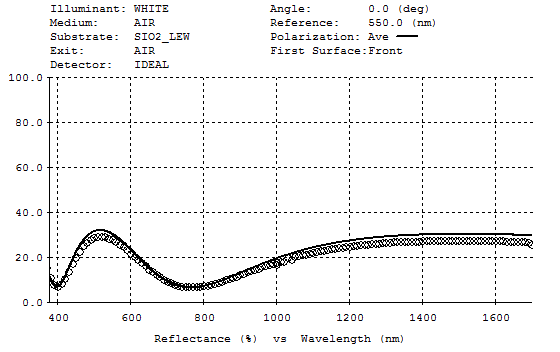 Illuminant: WHITE Angle: 0.0 (deg)
Medium: AIR Reference: 550.0 (nm)
Substrate: SIO2_LEW Polarization: Ave
Exit: AIR First Surface:Front
Detector: IDEAL
100.0
80.0
60.0
40.0
20.0
0.0
400 600 800 1000 1200 1400 1600
Reflectance (%) vs Wavelength (nm)